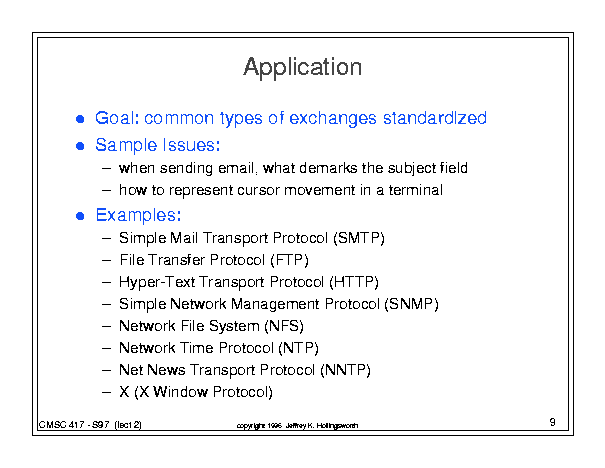 Application
● Goal: common types of exchanges standardized
● Sample Issues:
– when sending email, what demarks the subject field
– how to represent cursor movement in a terminal
● Examples:
– Simple Mail Transport Protocol (SMTP)
– File Transfer Protocol (FTP)
– Hyper-Text Transport Protocol (HTTP)
– Simple Network Management Protocol (SNMP)
– Network File System (NFS)
– Network Time Protocol (NTP)
– Net News Transport Protocol (NNTP)
– X (X Window Protocol)
CMSC 417 - S97 (lect 2)
copyright 1996 Jeffrey K. Hollingsworth
9